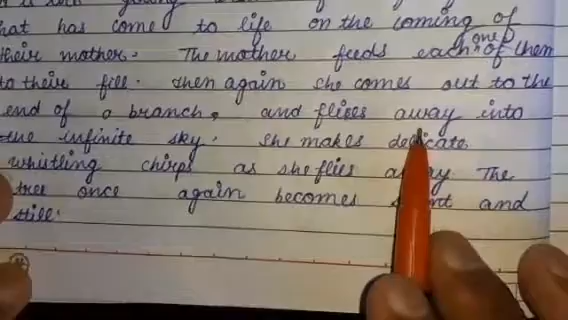 that has come to life on the coming of
their mother. The mother feeds each one of them
to their fill. Then again she comes out to the
end of a branch, and flies away into
the infinite sky. She makes delicate
whistling chirps as she flies away The
tree once again becomes silent and
still.